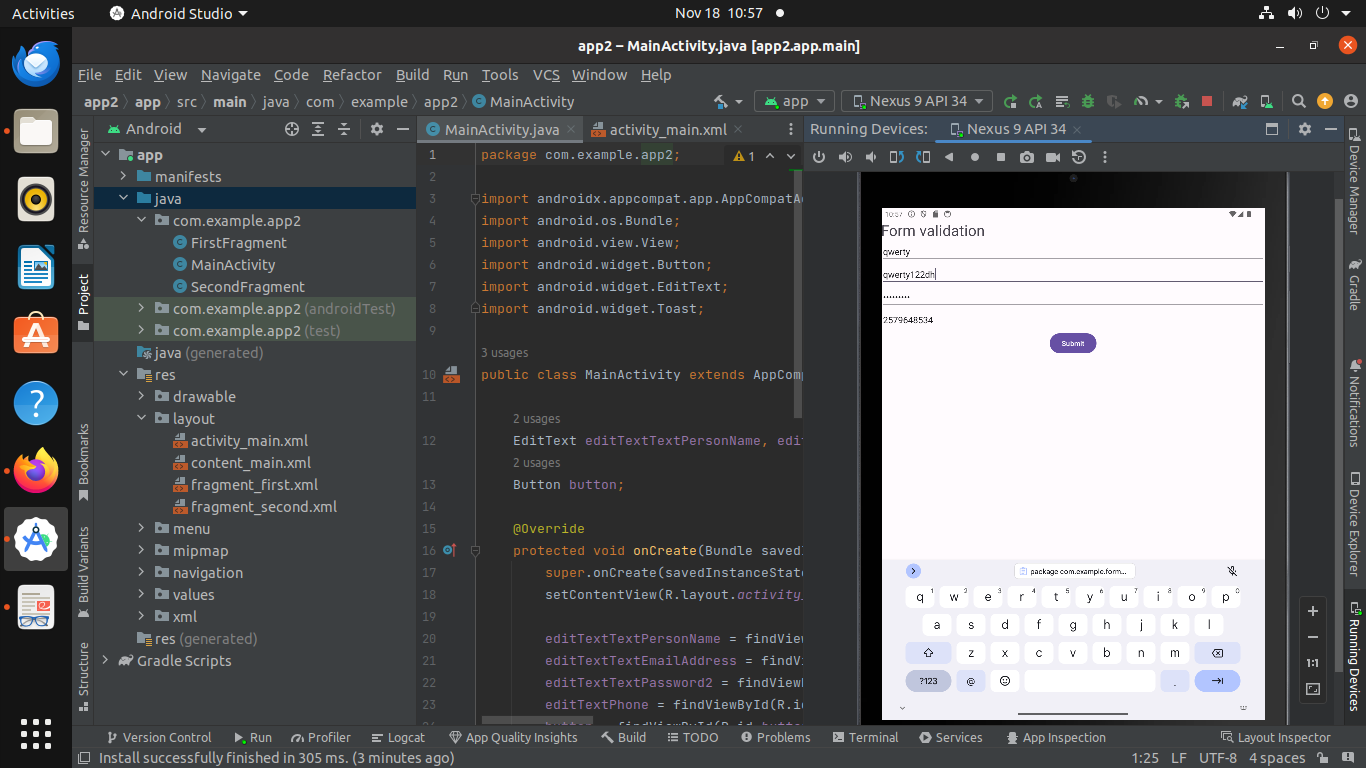 Activities
Android Studio
Nov 18 10:57
app2 – MainActivity.java [app2.app.main]
File Edit View Navigate Code Refactor Build Run Tools VCS Window Help
app2 app src main java com example app2 MainActivity
app
Nexus 9 API 34
Android
MainActivity.java
activity_main.xml
Running Devices:
Nexus 9 API 34
Resource Manager
Project
Bookmarks
Build Variants
Structure
app
manifests
java
com.example.app2
FirstFragment
MainActivity
SecondFragment
com.example.app2 (androidTest)
com.example.app2 (test)
java (generated)
res
drawable
layout
activity_main.xml
content_main.xml
fragment_first.xml
fragment_second.xml
menu
mipmap
navigation
values
xml
res (generated)
Gradle Scripts
1 package com.example.app2;
1
2
3 import androidx.appcompat.app.AppCompatA
4 import android.os.Bundle;
5 import android.view.View;
6 import android.widget.Button;
7 import android.widget.EditText;
8 import android.widget.Toast;
9
3 usages
10 public class MainActivity extends AppComp
11
2 usages
12 EditText editTextTextPersonName, edit
2 usages
13 Button button;
14
15 @Override
16 protected void onCreate(Bundle savedI
17 super.onCreate(savedInstanceState
18 setContentView(R.layout.activity_
19
20 editTextTextPersonName = findView
21 editTextTextEmailAddress = findVi
22 editTextTextPassword2 = findViewB
23 editTextPhone = findViewById(R.id
10:57
Form validation
qwerty
qwerty122dh
•••••••••
2579648534
Submit
package com.example.form...
q 1 w 2 e 3 r 4 t 5 y 6 u 7 i 8 o 9 p 0
a s d f g h j k l
z x c v b n m
?123 @ .
1:1
Device Manager
Gradle
Notifications
Device Explorer
Running Devices
Version Control Run Profiler Logcat App Quality Insights Build TODO Problems Terminal Services App Inspection Layout Inspector
Install successfully finished in 305 ms. (3 minutes ago)
1:25 LF UTF-8 4 spaces